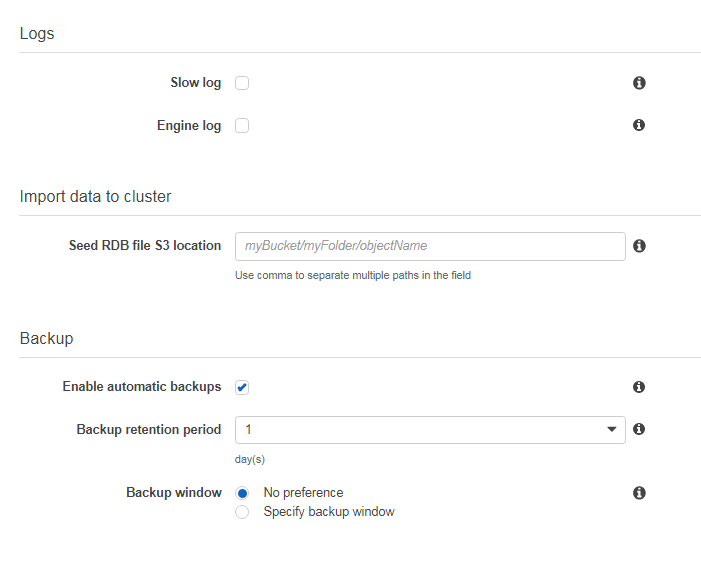 Logs
Slow log
Engine log
Import data to cluster
Seed RDB file S3 location myBucket/myFolder/objectName
Use comma to separate multiple paths in the field
Backup
Enable automatic backups
Backup retention period 1
day(s)
Backup window No preference
Specify backup window